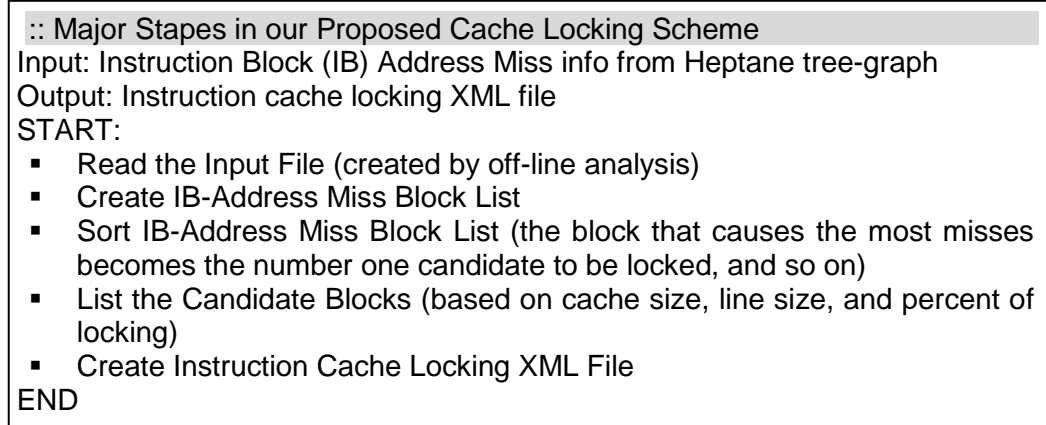 :: Major Stapes in our Proposed Cache Locking Scheme
Input: Instruction Block (IB) Address Miss info from Heptane tree-graph
Output: Instruction cache locking XML file
START:
▪ Read the Input File (created by off-line analysis)
▪ Create IB-Address Miss Block List
▪ Sort IB-Address Miss Block List (the block that causes the most misses
becomes the number one candidate to be locked, and so on)
▪ List the Candidate Blocks (based on cache size, line size, and percent of
locking)
▪ Create Instruction Cache Locking XML File
END